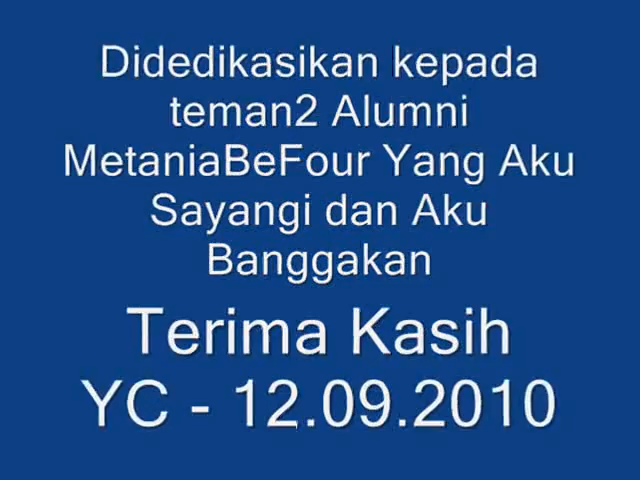 Didedikasikan kepada
teman2 Alumni
MetaniaBeFour Yang Aku
Sayangi dan Aku
Banggakan
Terima Kasih
YC - 12.09.2010